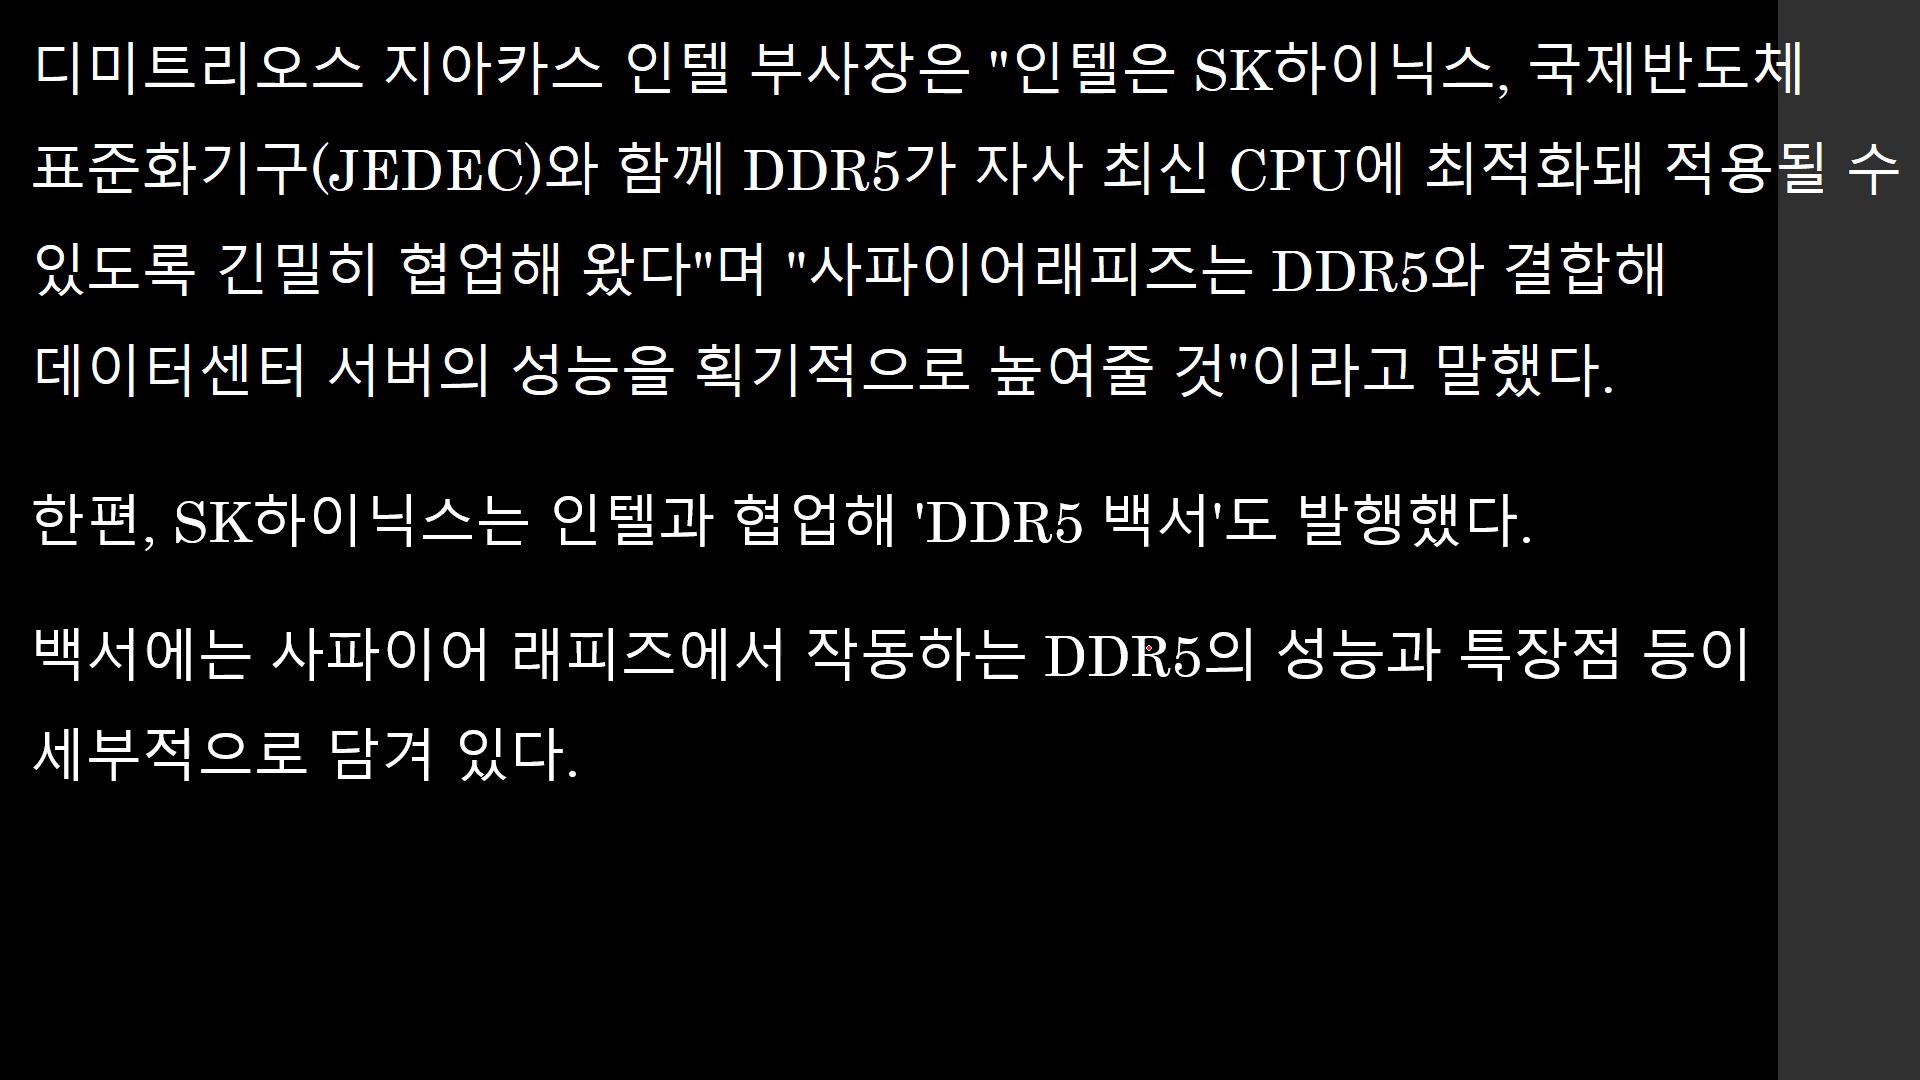 디미트리오스 지아카스 인텔 부사장은 "인텔은 SK하이닉스, 국제반도체
표준화기구(JEDEC)와 함께 DDR5가 자사 최신 CPU에 최적화돼 적용될 수
있도록 긴밀히 협업해 왔다"며 "사파이어래피즈는 DDR5와 결합해
데이터센터 서버의 성능을 획기적으로 높여줄 것"이라고 말했다.
한편, SK하이닉스는 인텔과 협업해 'DDR5 백서'도 발행했다.
백서에는 사파이어 래피즈에서 작동하는 DDR5의 성능과 특장점 등이
세부적으로 담겨 있다.